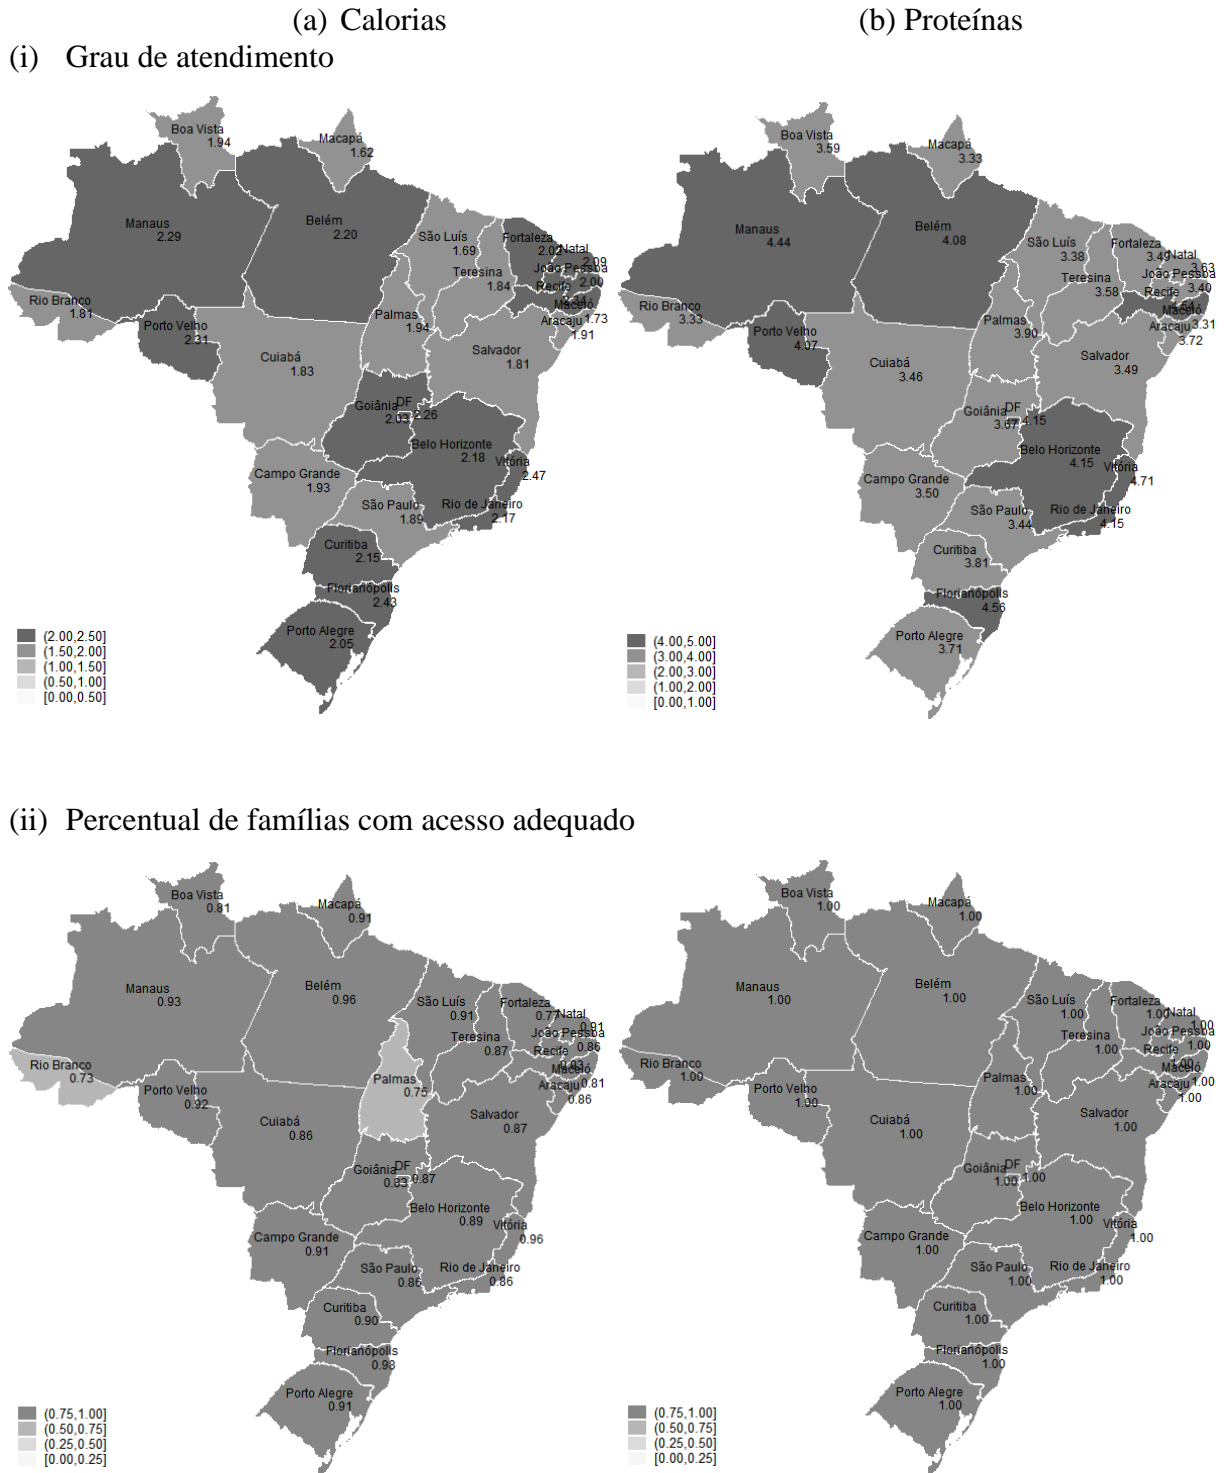 (a) Calorias
(b) Proteínas
(i) Grau de atendimento
Boa Vista
1.94
Macapá
1.62
Manaus
2.29
Belém
2.20
São Luís
1.69
Fortaleza
2.02
Natal
2.09
Teresina
1.84
João Pessoa
2.00
Recife
2.34
Maceió
1.73
Aracaju
1.91
Rio Branco
1.81
Porto Velho
2.31
Palmas
1.94
Cuiabá
1.83
Salvador
1.81
Goiânia
2.03
DF
2.26
Belo Horizonte
2.18
Vitória
2.47
Campo Grande
1.93
São Paulo
1.89
Rio de Janeiro
2.17
Curitiba
2.15
Florianópolis
2.43
Porto Alegre
2.05
(2.00,2.50]
(1.50,2.00]
(1.00,1.50]
(0.50,1.00]
[0.00,0.50]
Boa Vista
3.59
Macapá
3.33
Manaus
4.44
Belém
4.08
São Luís
3.38
Fortaleza
3.49
Natal
3.63
Teresina
3.58
João Pessoa
3.40
Recife
Maceió
3.31
Aracaju
3.72
Rio Branco
3.33
Porto Velho
4.07
Palmas
3.90
Cuiabá
3.46
Salvador
3.49
Goiânia
3.67
DF
4.15
Belo Horizonte
4.15
Vitória
4.71
Campo Grande
3.50
São Paulo
3.44
Rio de Janeiro
4.15
Curitiba
3.81
Florianópolis
4.56
Porto Alegre
3.71
(4.00,5.00]
(3.00,4.00]
(2.00,3.00]
(1.00,2.00]
[0.00,1.00]
(ii) Percentual de famílias com acesso adequado
Boa Vista
0.81
Macapá
0.91
Manaus
0.93
Belém
0.96
São Luís
0.91
Fortaleza
0.77
Natal
0.91
Teresina
0.87
João Pessoa
0.86
Recife
0.93
Maceió
0.81
Aracaju
0.86
Rio Branco
0.73
Porto Velho
0.92
Palmas
0.75
Cuiabá
0.86
Salvador
0.87
Goiânia
0.83
DF
0.87
Belo Horizonte
0.89
Vitória
0.96
Campo Grande
0.91
São Paulo
0.86
Rio de Janeiro
0.86
Curitiba
0.90
Florianópolis
0.98
Porto Alegre
0.91
(0.75,1.00]
(0.50,0.75]
(0.25,0.50]
[0.00,0.25]
Boa Vista
1.00
Macapá
1.00
Manaus
1.00
Belém
1.00
São Luís
1.00
Fortaleza
1.00
Natal
1.00
Teresina
1.00
João Pessoa
1.00
Recife
1.00
Maceió
1.00
Aracaju
1.00
Rio Branco
1.00
Porto Velho
1.00
Palmas
1.00
Cuiabá
1.00
Salvador
1.00
Goiânia
1.00
DF
1.00
Belo Horizonte
1.00
Vitória
1.00
Campo Grande
1.00
São Paulo
1.00
Rio de Janeiro
1.00
Curitiba
1.00
Florianópolis
1.00
Porto Alegre
1.00
(0.75,1.00]
(0.50,0.75]
(0.25,0.50]
[0.00,0.25]